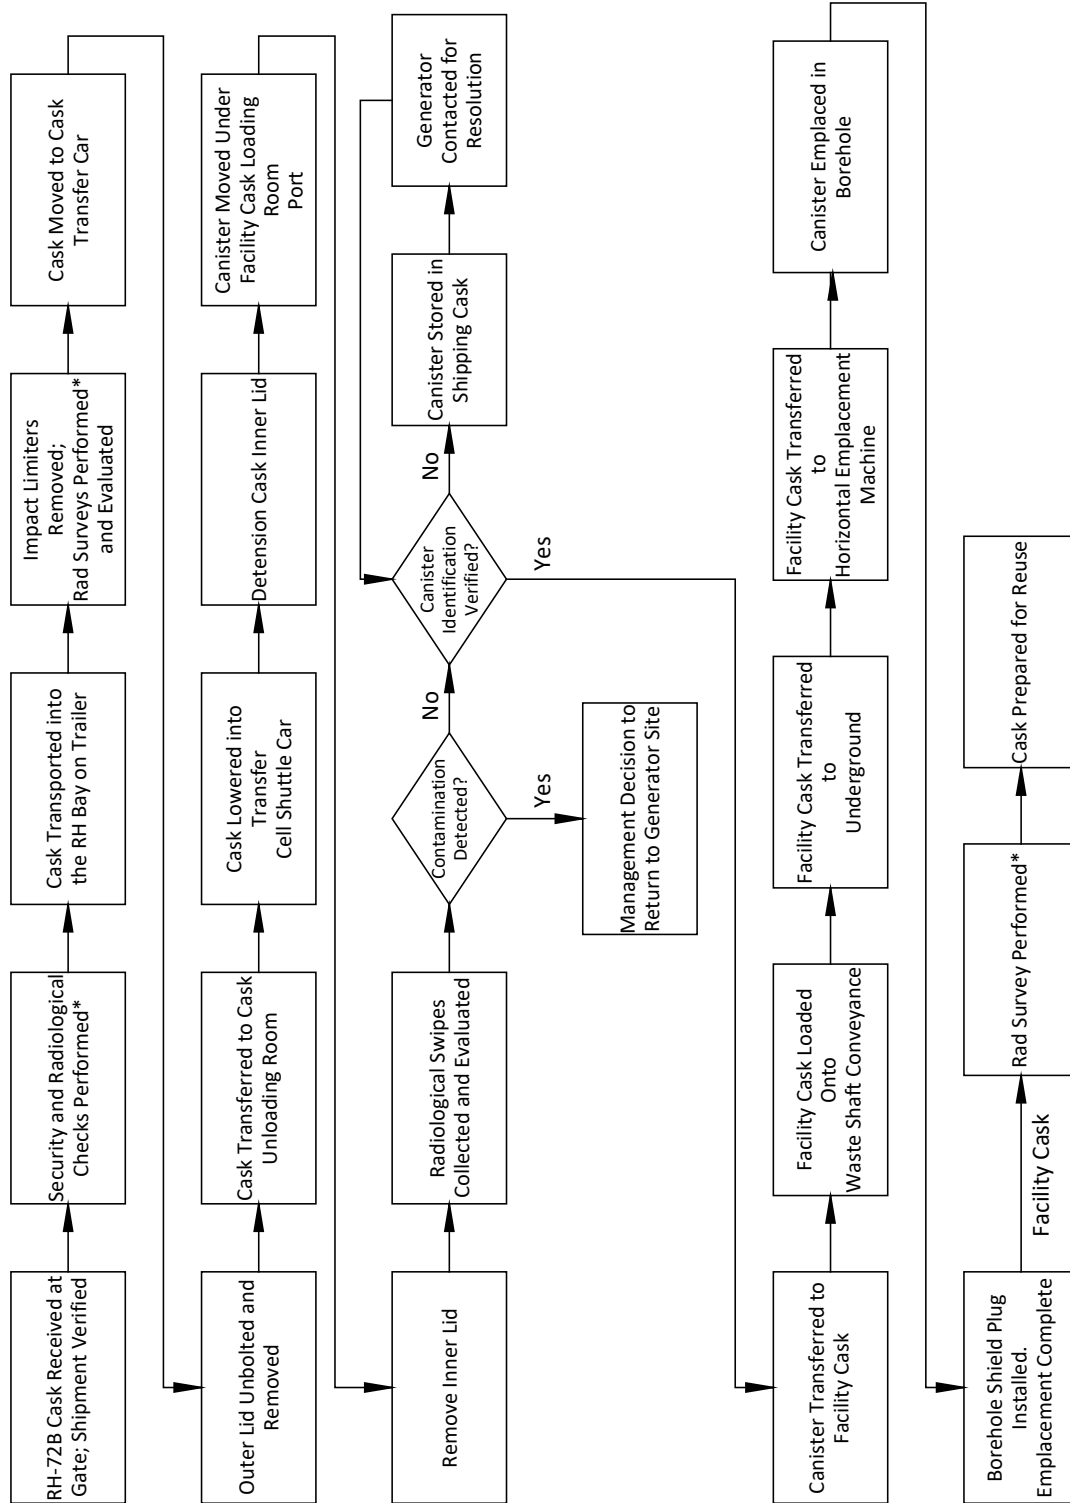 RH-72B Cask Received at
Gate; Shipment Verified
Security and Radiological
Checks Performed*
Cask Transported into
the RH Bay on Trailer
Impact Limiters
Removed;
Rad Surveys Performed*
and Evaluated
Cask Moved to Cask
Transfer Car
Outer Lid Unbolted and
Removed
Cask Transferred to Cask
Unloading Room
Cask Lowered into
Transfer
Cell Shuttle Car
Detension Cask Inner Lid
Canister Moved Under
Facility Cask Loading
Room
Port
Remove Inner Lid
Radiological Swipes
Collected and Evaluated
Contamination
Detected?
No
Yes
Management Decision to
Return to Generator Site
Canister
Identification
Verified?
No
Yes
Canister Stored in
Shipping Cask
Generator
Contacted for
Resolution
Canister Transferred to
Facility Cask
Facility Cask Loaded
Onto
Waste Shaft Conveyance
Facility Cask Transferred
to
Underground
Facility Cask Transferred
to
Horizontal Emplacement
Machine
Canister Emplaced in
Borehole
Borehole Shield Plug
Installed.
Emplacement Complete
Facility Cask
Rad Survey Performed*
Cask Prepared for Reuse